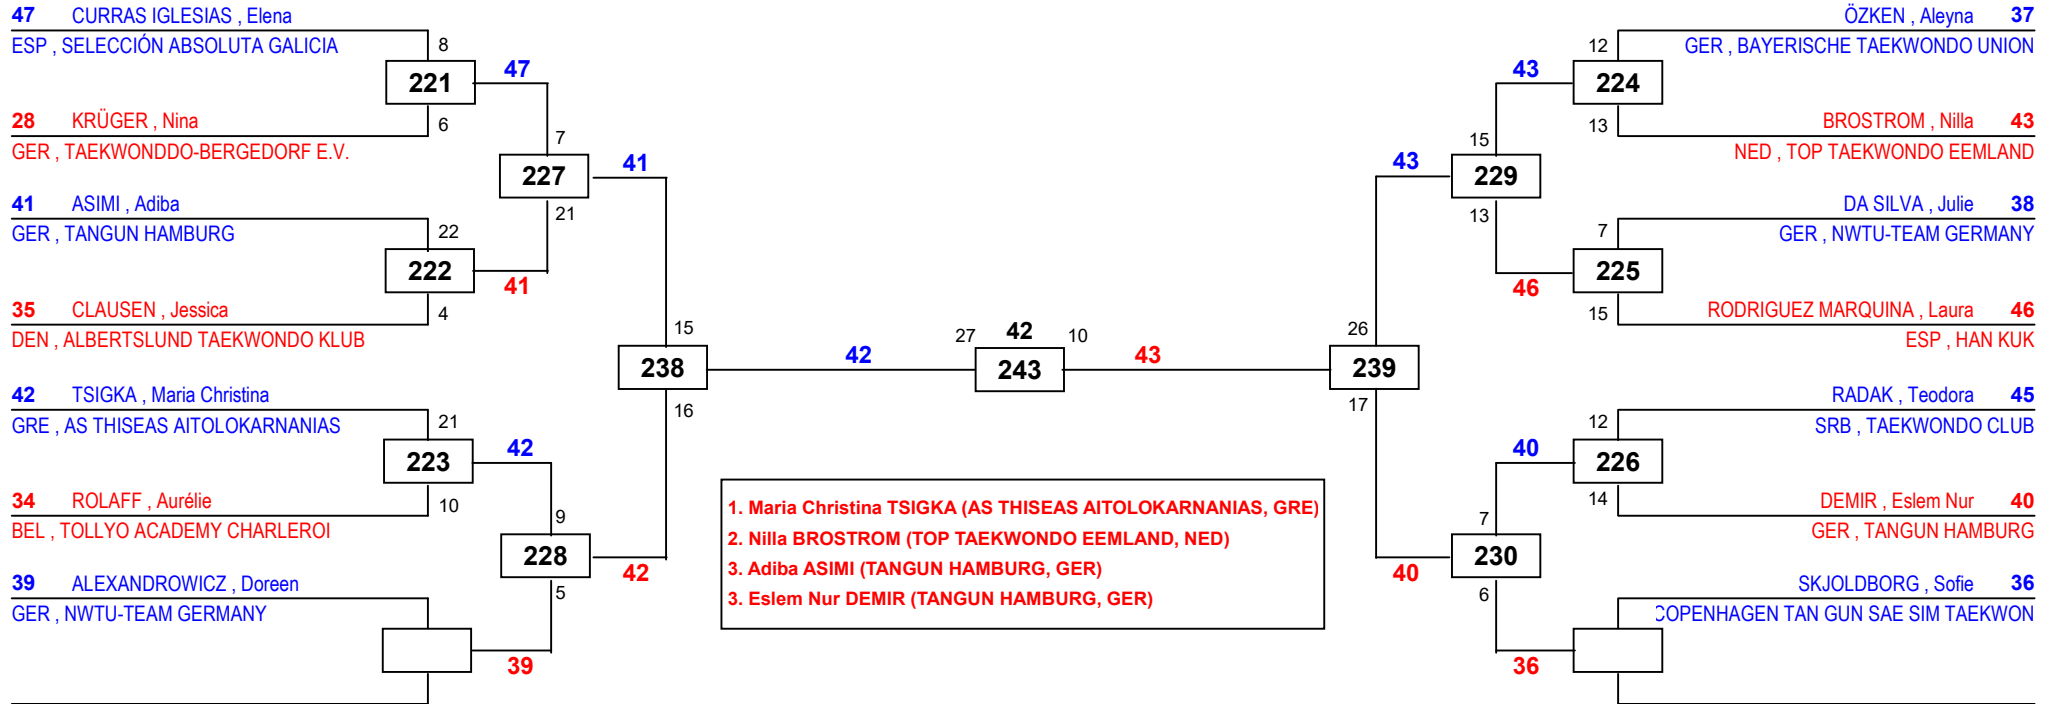 47 CURRAS IGLESIAS , Elena
ESP , SELECCIÓN ABSOLUTA GALICIA
8
221
47
6
28 KRÜGER , Nina
GER , TAEKWONDDO-BERGEDORF E.V.
7
227
41
21
41 ASIMI , Adiba
GER , TANGUN HAMBURG
22
222
41
4
35 CLAUSEN , Jessica
DEN , ALBERTSLUND TAEKWONDO KLUB
15
238
42
16
42 TSIGKA , Maria Christina
GRE , AS THISEAS AITOLOKARNANIAS
21
223
42
10
34 ROLAFF , Aurélie
BEL , TOLLYO ACADEMY CHARLEROI
9
228
42
5
39 ALEXANDROWICZ , Doreen
GER , NWTU-TEAM GERMANY
39
27 42 10
243
43
1. Maria Christina TSIGKA (AS THISEAS AITOLOKARNANIAS, GRE)
2. Nilla BROSTROM (TOP TAEKWONDO EEMLAND, NED)
3. Adiba ASIMI (TANGUN HAMBURG, GER)
3. Eslem Nur DEMIR (TANGUN HAMBURG, GER)
ÖZKEN , Aleyna 37
GER , BAYERISCHE TAEKWONDO UNION
12
43
224
13
BROSTROM , Nilla 43
NED , TOP TAEKWONDO EEMLAND
15
43
229
13
DA SILVA , Julie 38
GER , NWTU-TEAM GERMANY
7
225
46
15
RODRIGUEZ MARQUINA , Laura 46
ESP , HAN KUK
26
239
17
RADAK , Teodora 45
SRB , TAEKWONDO CLUB
12
40
226
14
DEMIR , Eslem Nur 40
GER , TANGUN HAMBURG
7
230
40
6
SKJOLDBORG , Sofie 36
COPENHAGEN TAN GUN SAE SIM TAEKWON
36